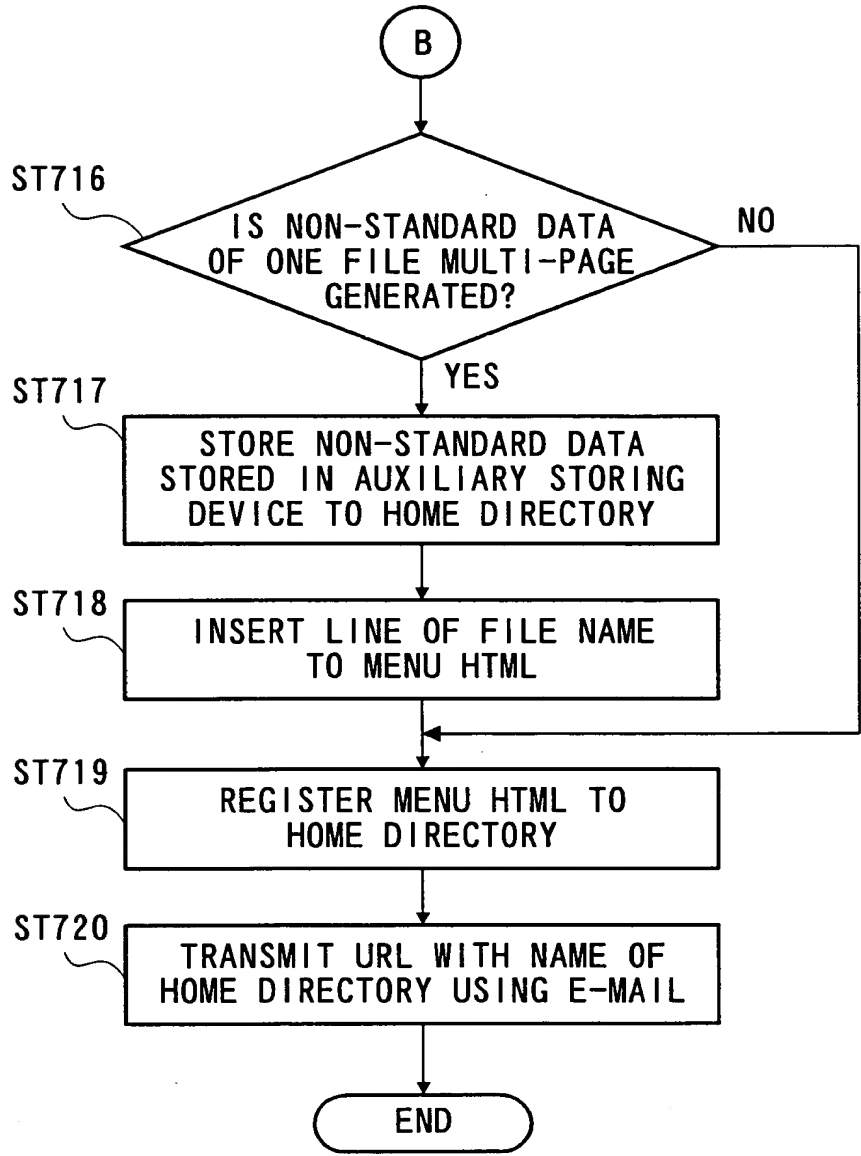 B
ST716
IS NON-STANDARD DATA
OF ONE FILE MULTI-PAGE
GENERATED?
NO
YES
ST717
STORE NON-STANDARD DATA
STORED IN AUXILIARY STORING
DEVICE TO HOME DIRECTORY
ST718
INSERT LINE OF FILE NAME
TO MENU HTML
ST719
REGISTER MENU HTML TO
HOME DIRECTORY
ST720
TRANSMIT URL WITH NAME OF
HOME DIRECTORY USING E-MAIL
END